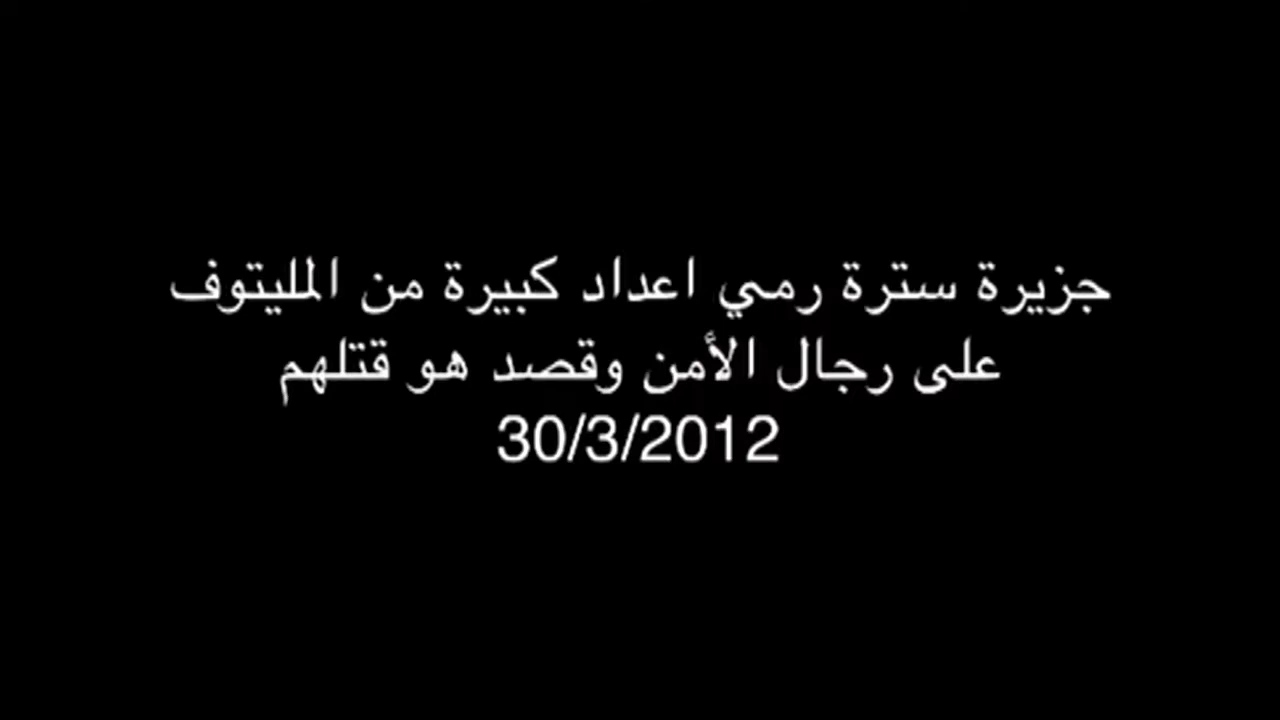 جزيرة سترة رمي اعداد كبيرة من المليتوف
على رجال الأمن وقصد هو قتلهم
30/3/2012